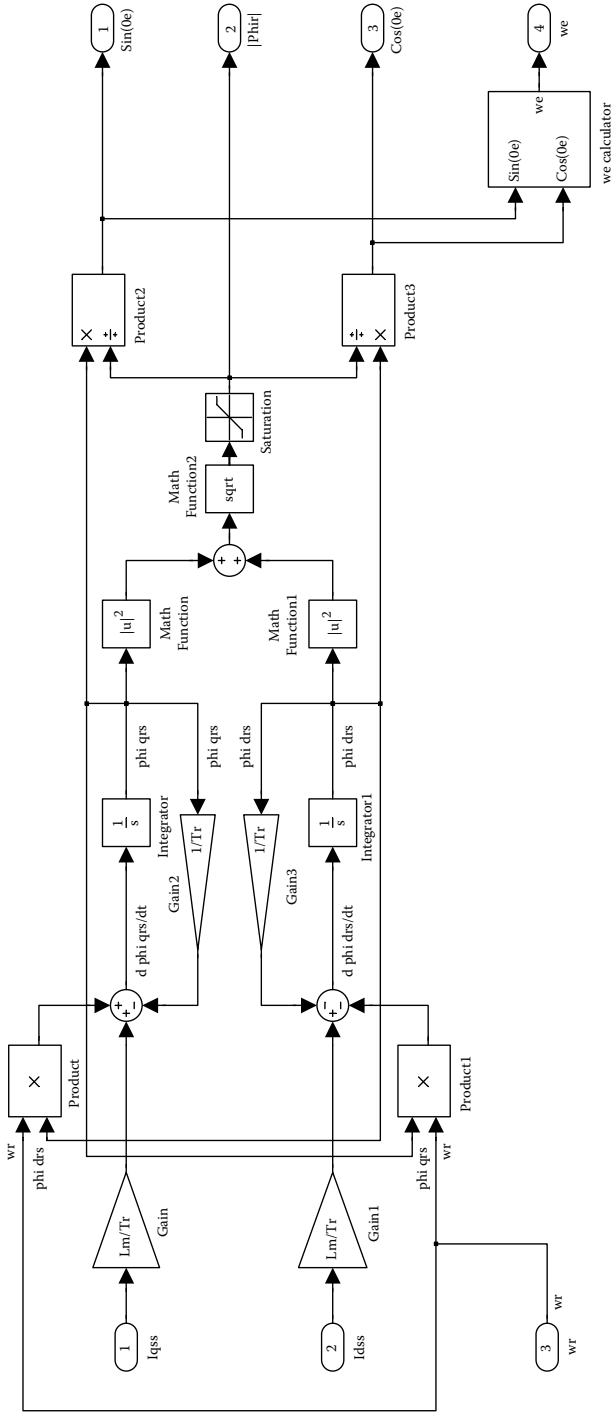 1
Sin(0e)
2
|Phir|
3
Cos(0e)
4
we
we
Sin(0e)
Cos(0e)
we calculator
×
÷
Product2
÷
×
Product3
Saturation
sqrt
Math
Function2
+
+
|u|²
Math
Function
|u|²
Math
Function1
phi qrs
phi qrs
phi drs
phi drs
1
s
Integrator
1/Tr
Gain2
1/Tr
Gain3
1
s
Integrator1
d phi qrs/dt
d phi drs/dt
+
+
−
−
+
−
×
Product
×
Product1
wr
phi drs
phi qrs
wr
Lm/Tr
Gain
Lm/Tr
Gain1
1
Iqss
2
Idss
wr
3
wr